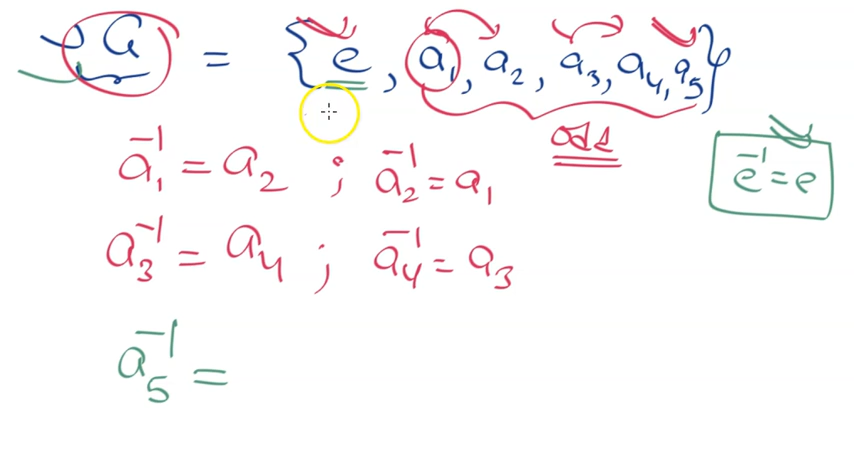 G = {e, a₁, a₂, a₃, a₄, a₅}
odd
e⁻¹ = e
a₁⁻¹ = a₂ ; a₂⁻¹ = a₁
a₃⁻¹ = a₄ ; a₄⁻¹ = a₃
a₅⁻¹ =